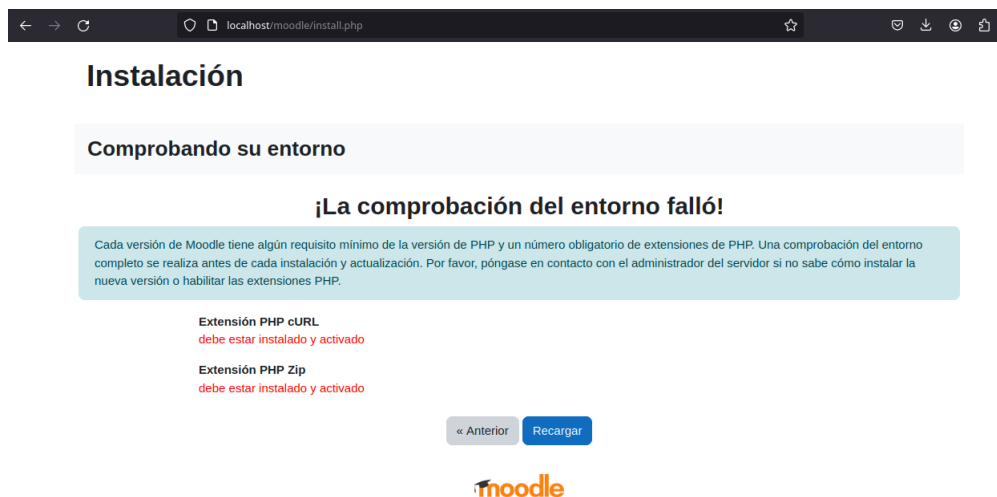 localhost/moodle/install.php
Instalación
Comprobando su entorno
¡La comprobación del entorno falló!
Cada versión de Moodle tiene algún requisito mínimo de la versión de PHP y un número obligatorio de extensiones de PHP. Una comprobación del entorno
completo se realiza antes de cada instalación y actualización. Por favor, póngase en contacto con el administrador del servidor si no sabe cómo instalar la
nueva versión o habilitar las extensiones PHP.
Extensión PHP cURL
debe estar instalado y activado
Extensión PHP Zip
debe estar instalado y activado
« Anterior Recargar
moodle